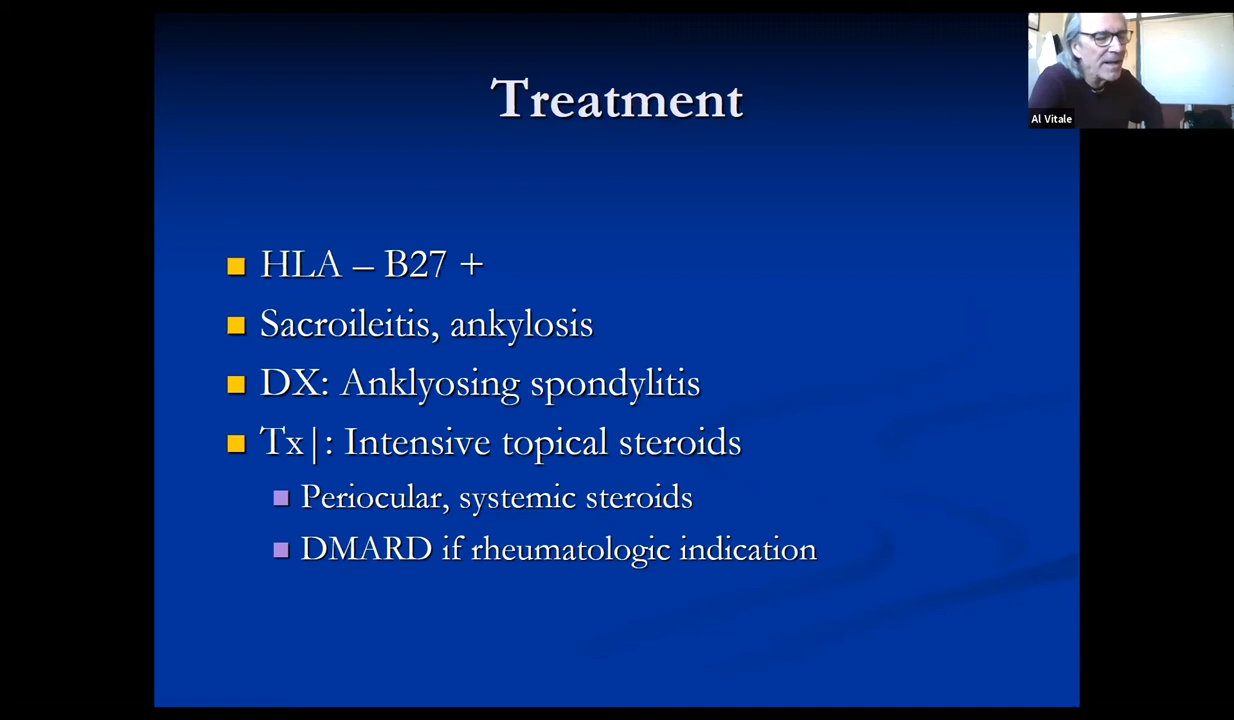 Treatment
Al Vitale
HLA – B27 +
Sacroileitis, ankylosis
DX: Anklyosing spondylitis
Tx|: Intensive topical steroids
Periocular, systemic steroids
DMARD if rheumatologic indication